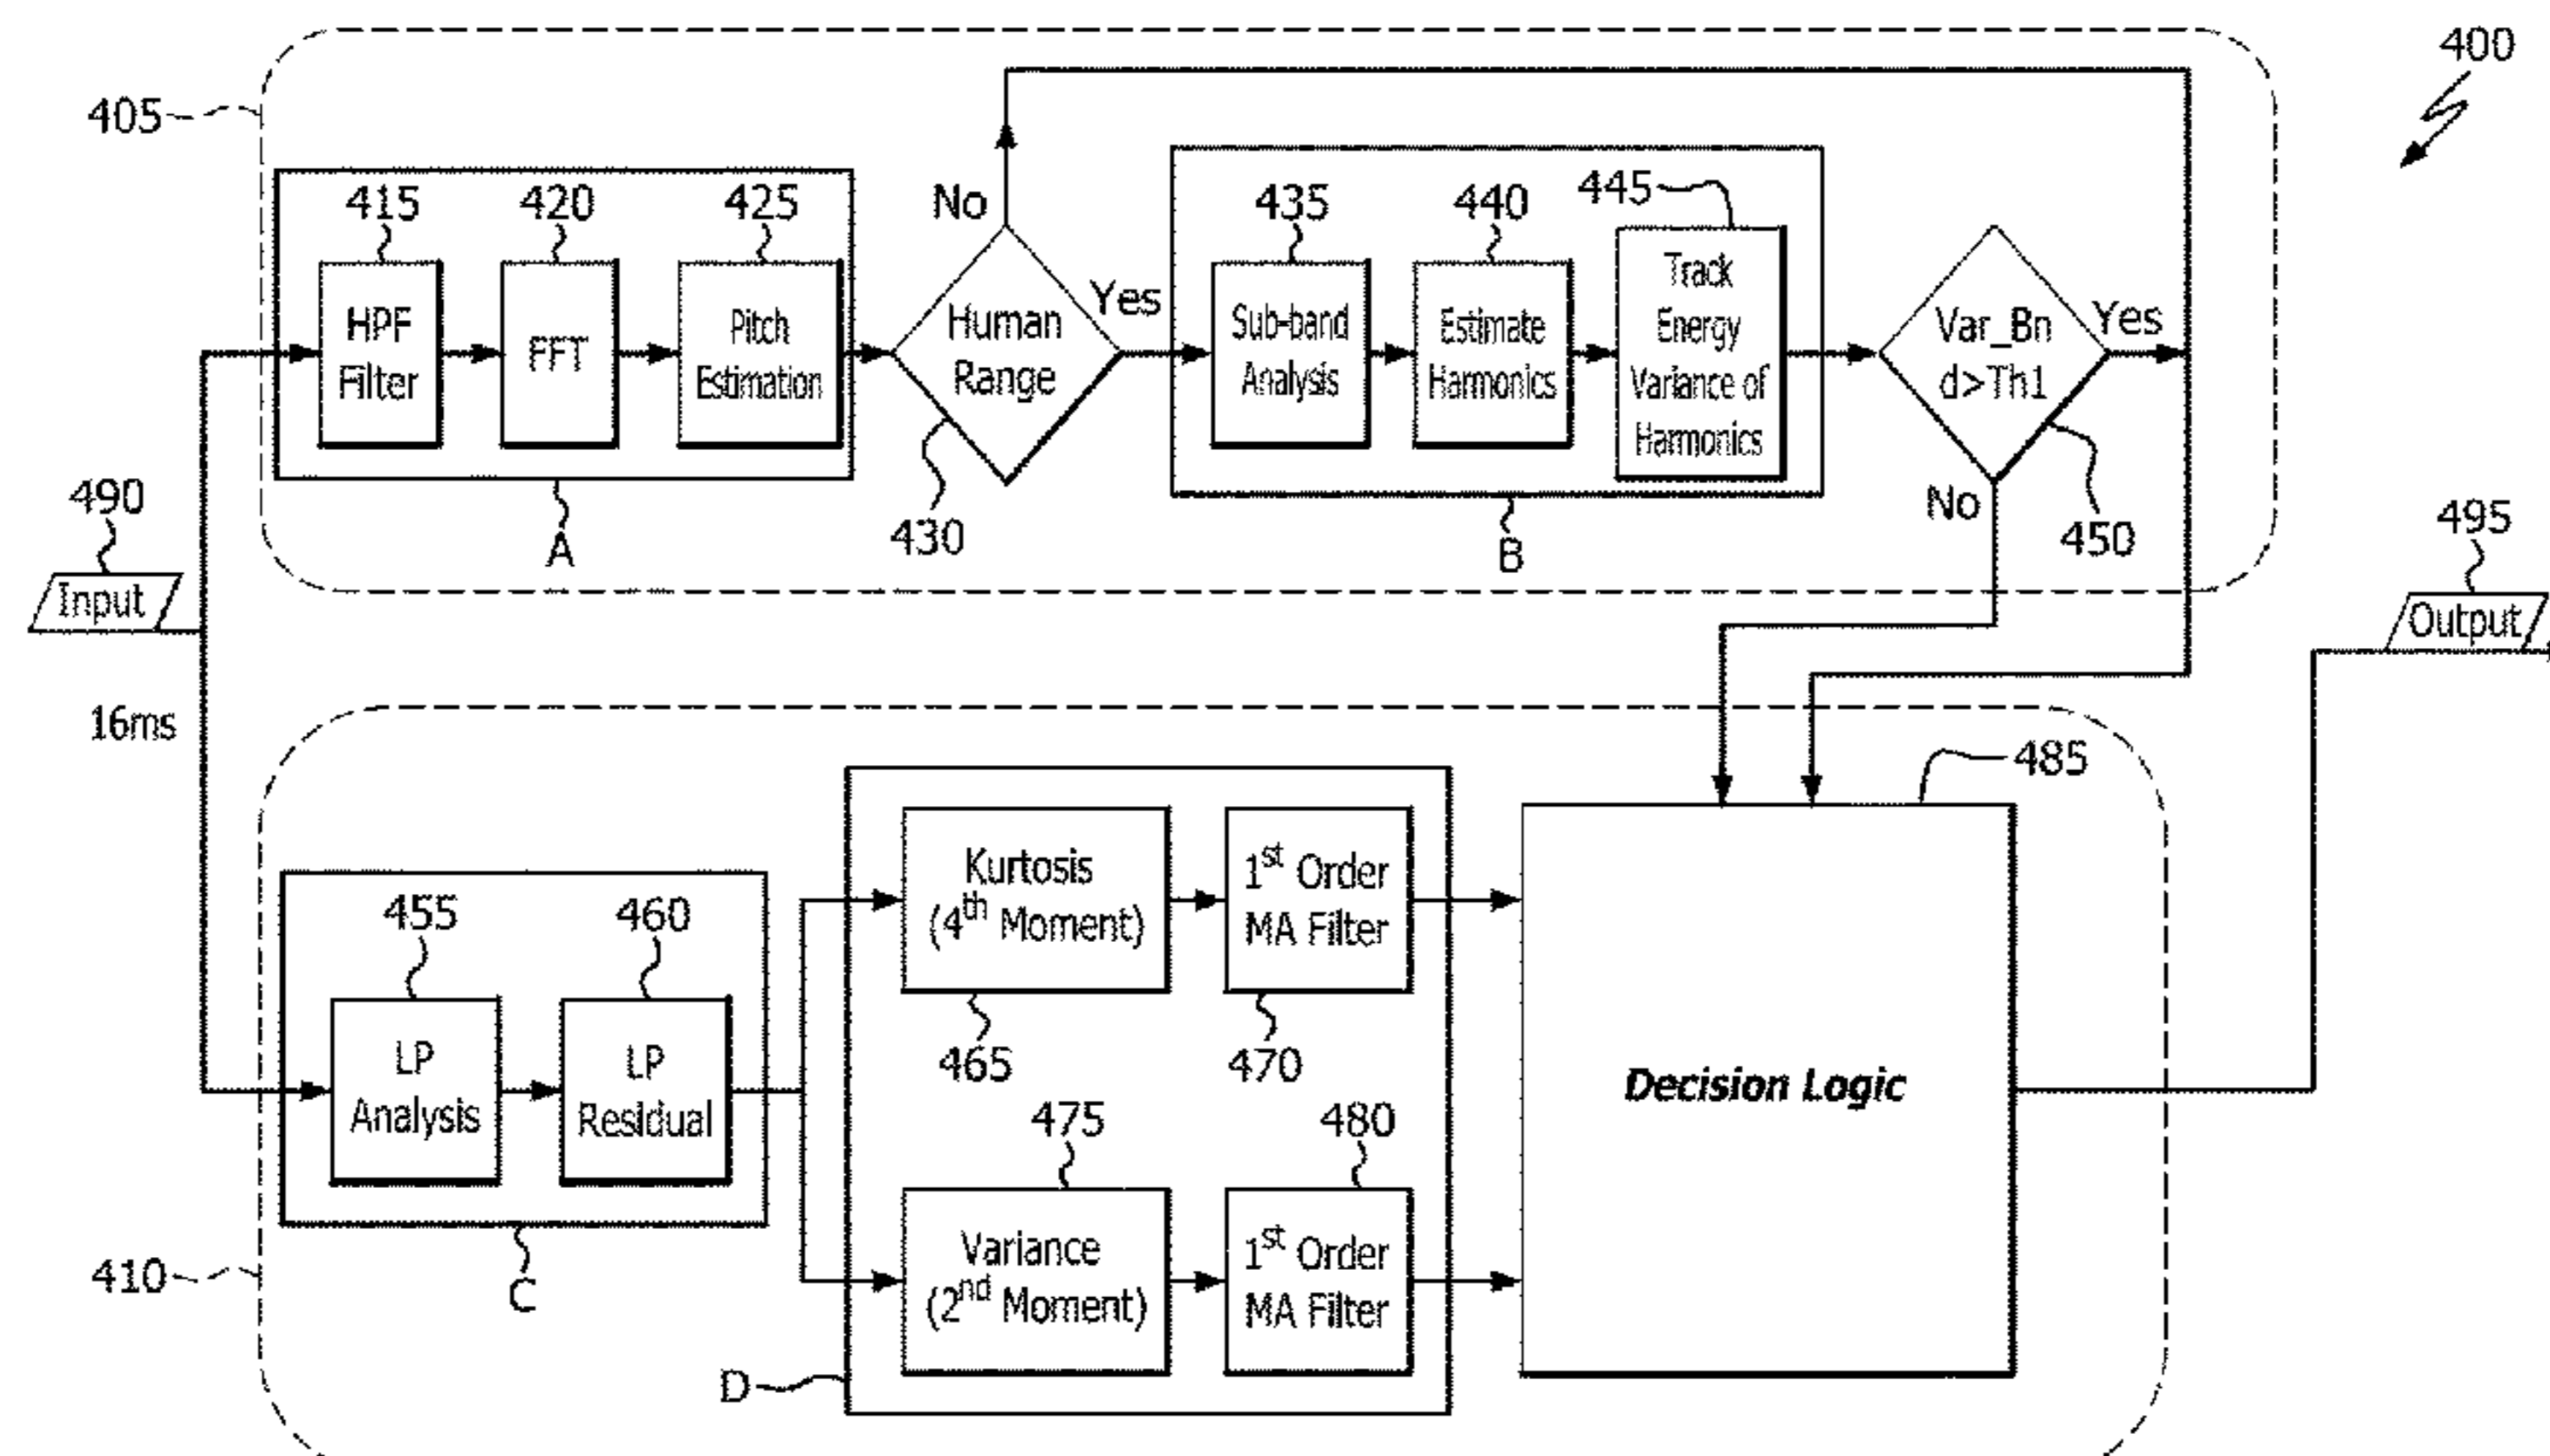 400
405
415
420
425
No
435
440
445
HPF
Filter
FFT
Pitch
Estimation
Human
Range
Yes
Sub-band
Analysis
Estimate
Harmonics
Track
Energy
Variance of
Harmonics
Var_Bn
d>Th1
Yes
No
490
A
430
B
450
495
Input
Output
16ms
485
455
460
Kurtosis
(4th Moment)
1st Order
MA Filter
LP
Analysis
LP
Residual
465
470
Decision Logic
475
480
410
C
Variance
(2nd Moment)
1st Order
MA Filter
D